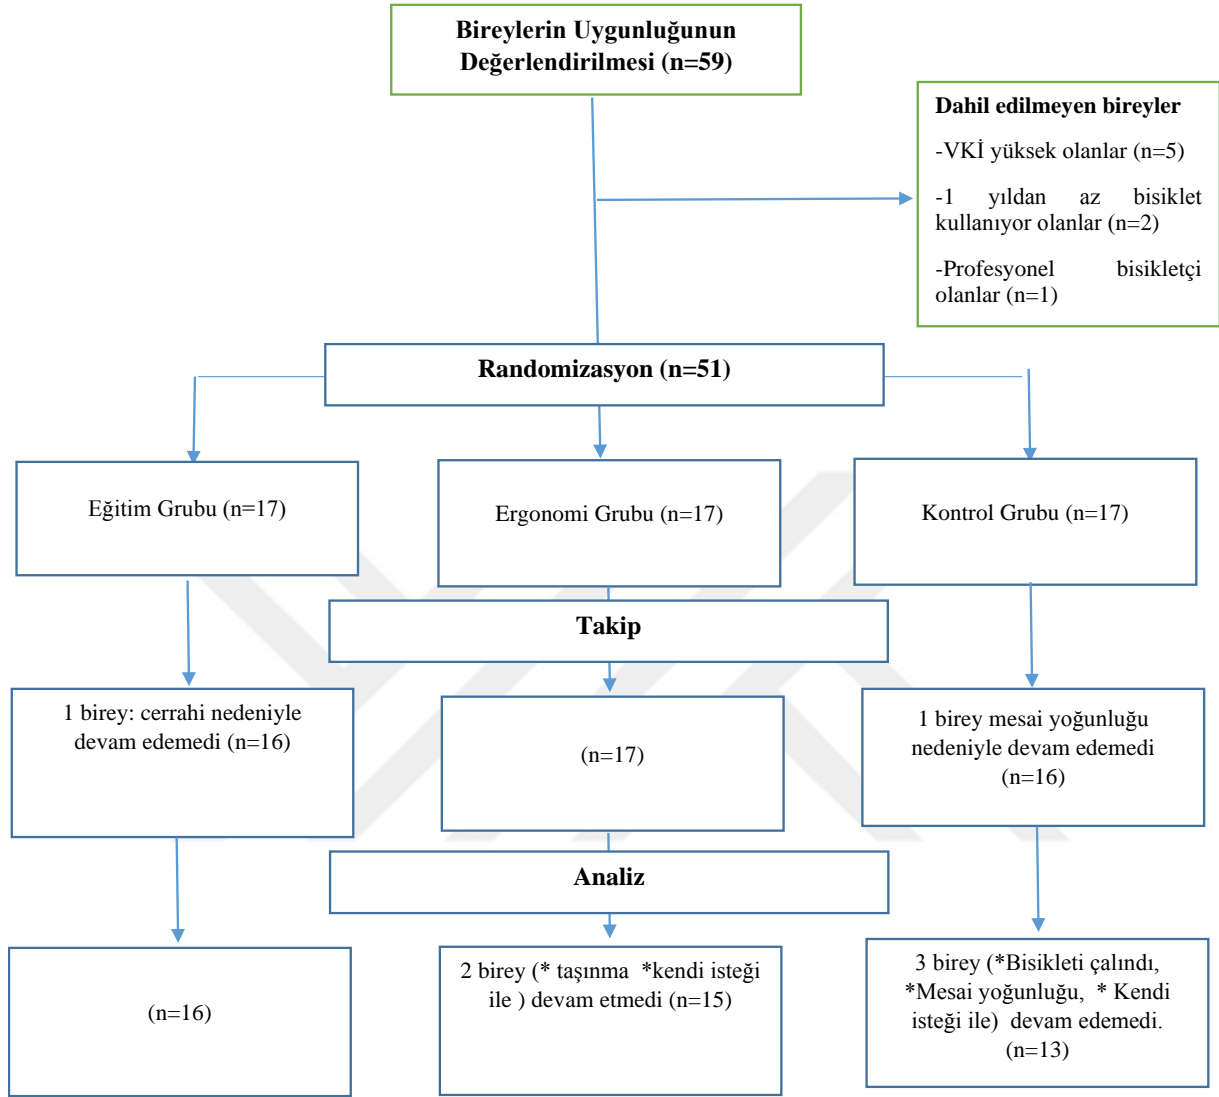 Bireylerin Uygunluğunun
Değerlendirilmesi (n=59)
Dahil edilmeyen bireyler
-VKİ yüksek olanlar (n=5)
-1 yıldan az bisiklet
kullanıyor olanlar (n=2)
-Profesyonel bisikletçi
olanlar (n=1)
Randomizasyon (n=51)
Eğitim Grubu (n=17)
Ergonomi Grubu (n=17)
Kontrol Grubu (n=17)
Takip
1 birey: cerrahi nedeniyle
devam edemedi (n=16)
(n=17)
1 birey mesai yoğunluğu
nedeniyle devam edemedi
(n=16)
Analiz
(n=16)
2 birey (* taşınma *kendi isteği
ile ) devam etmedi (n=15)
3 birey (*Bisikleti çalındı,
*Mesai yoğunluğu, * Kendi
isteği ile) devam edemedi.
(n=13)